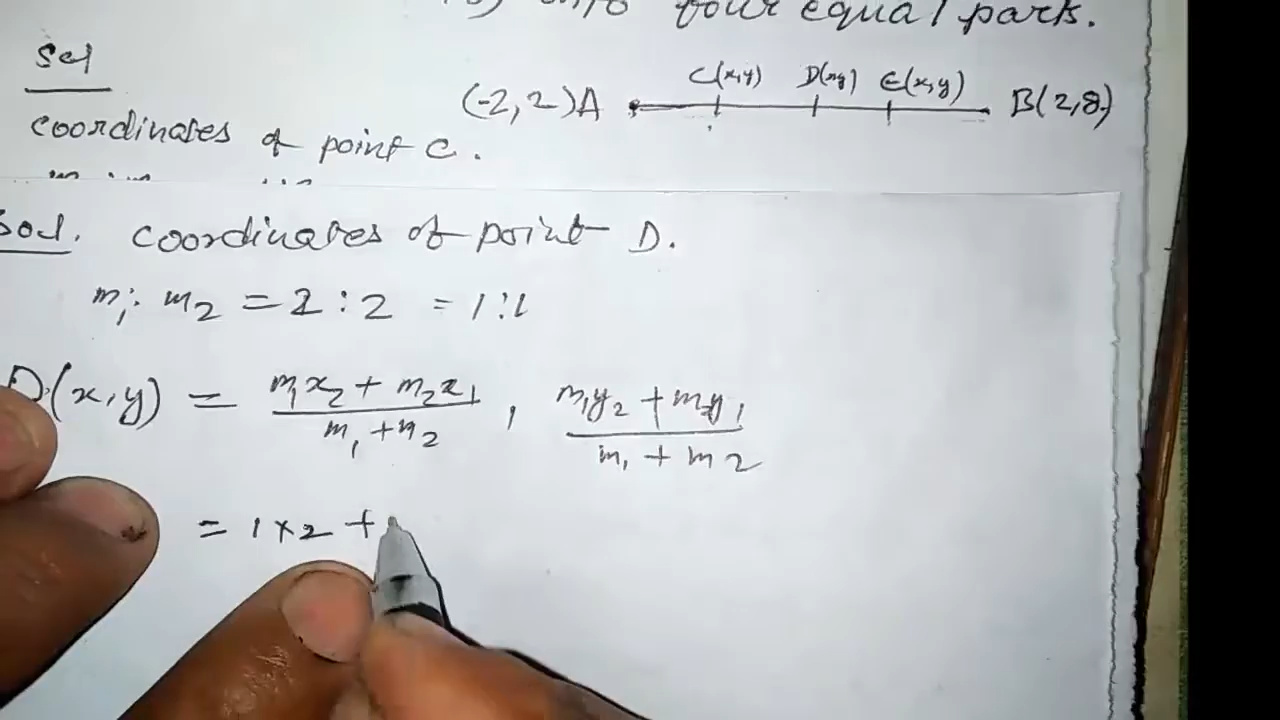 into four equal parts.
Sol
C(x,y) D(x,y) E(x,y)
(-2, 2)A B(2,8)
coordinates of point C.
Sol. coordinates of point D.
m₁: m₂ = 2 : 2 = 1:1
D(x,y) = m₁x₂ + m₂x₁ / m₁ + m₂ , m₁y₂ + m₂y₁ / m₁ + m₂
= 1×2 +